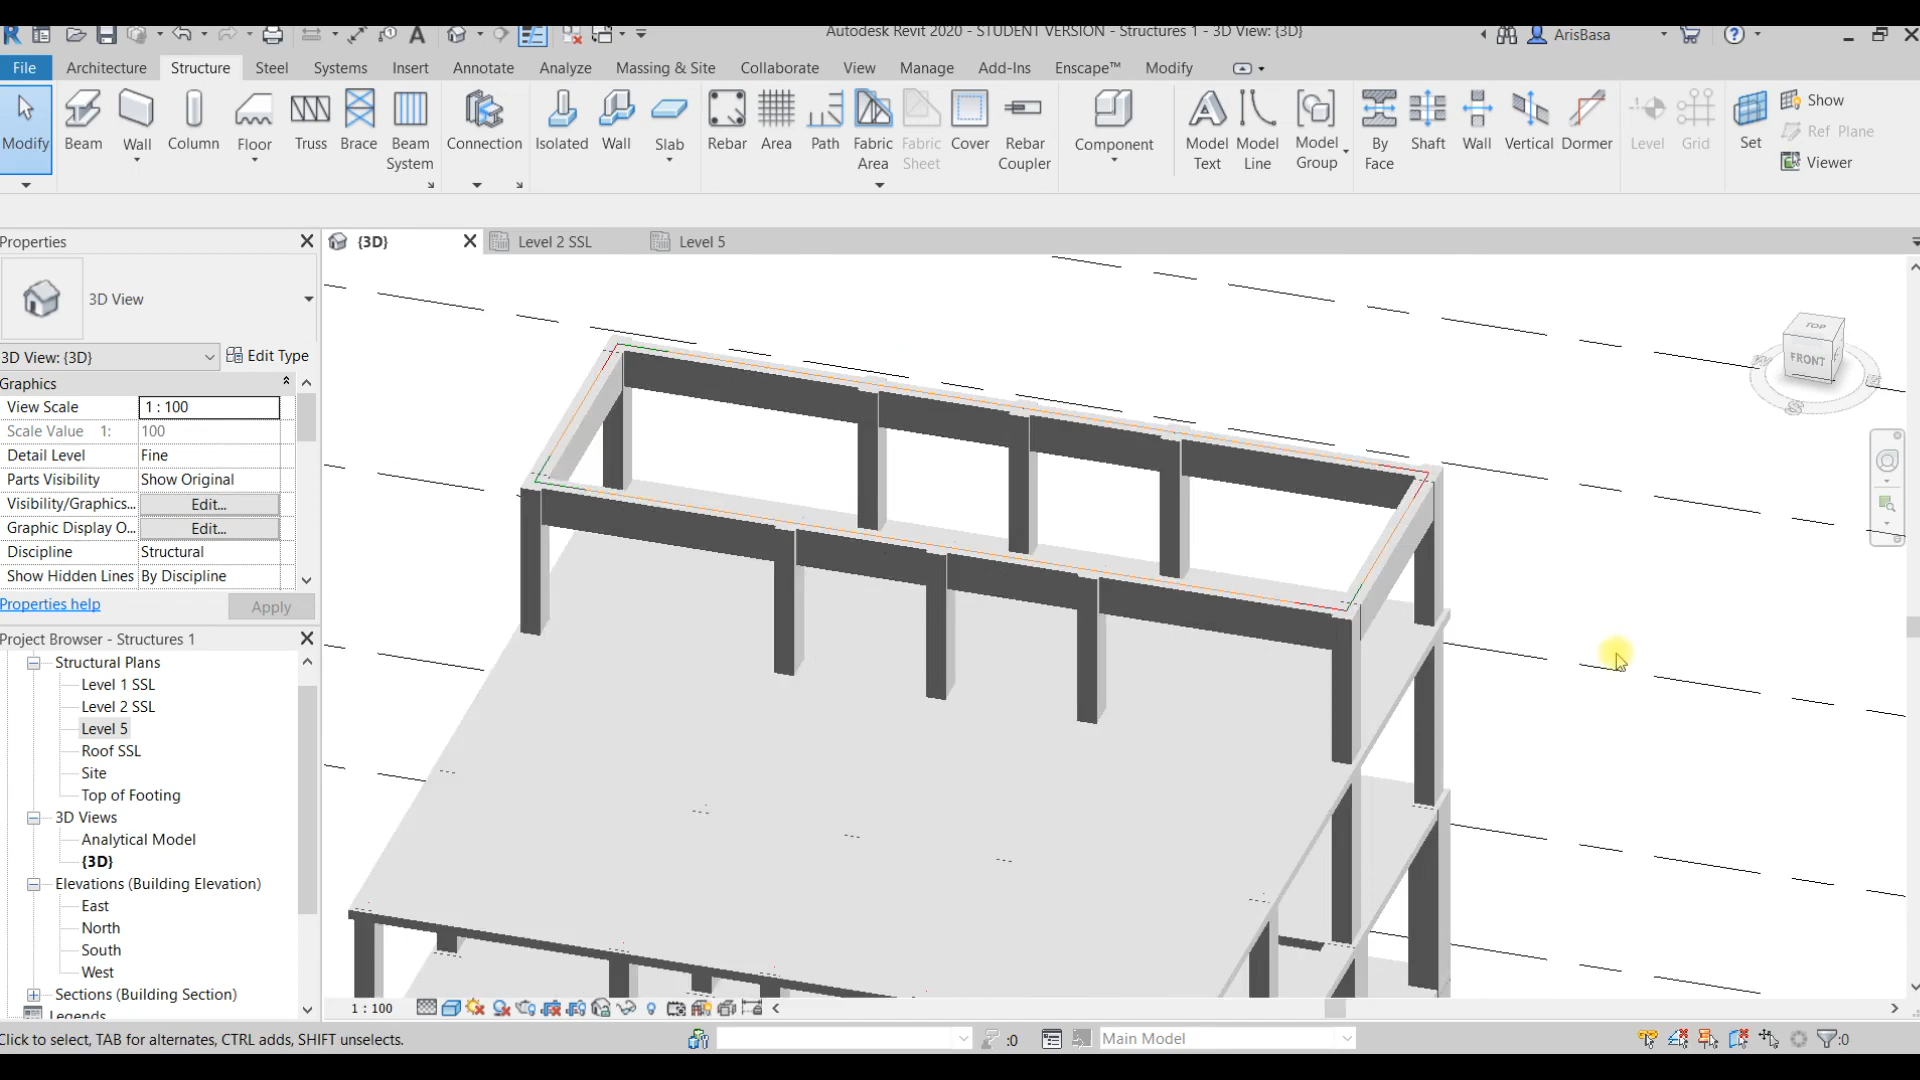 Autodesk Revit 2020 - STUDENT VERSION - Structures 1 - 3D View: {3D}
ArisBasa
File Architecture Structure Steel Systems Insert Annotate Analyze Massing & Site Collaborate View Manage Add-Ins Enscape™ Modify
Modify
Beam
Wall
Column
Floor
Truss
Brace
Beam
System
Connection
Isolated
Wall
Slab
Rebar
Area
Path
Fabric
Area
Fabric
Sheet
Cover
Rebar
Coupler
Component
Model
Text
Model
Line
Model
Group
By
Face
Shaft
Wall
Vertical
Dormer
Level
Grid
Set
Show
Ref Plane
Viewer
Properties
{3D}
Level 2 SSL
Level 5
3D View
3D View: {3D}
Edit Type
Graphics
View Scale 1 : 100
Scale Value 1: 100
Detail Level Fine
Parts Visibility Show Original
Visibility/Graphics... Edit...
Graphic Display O... Edit...
Discipline Structural
Show Hidden Lines By Discipline
Properties help
Apply
Project Browser - Structures 1
Structural Plans
Level 1 SSL
Level 2 SSL
Level 5
Roof SSL
Site
Top of Footing
3D Views
Analytical Model
{3D}
Elevations (Building Elevation)
East
North
South
West
Sections (Building Section)
Legends
TOP
FRONT
S
1 : 100
Click to select, TAB for alternates, CTRL adds, SHIFT unselects.
:0
Main Model
:0